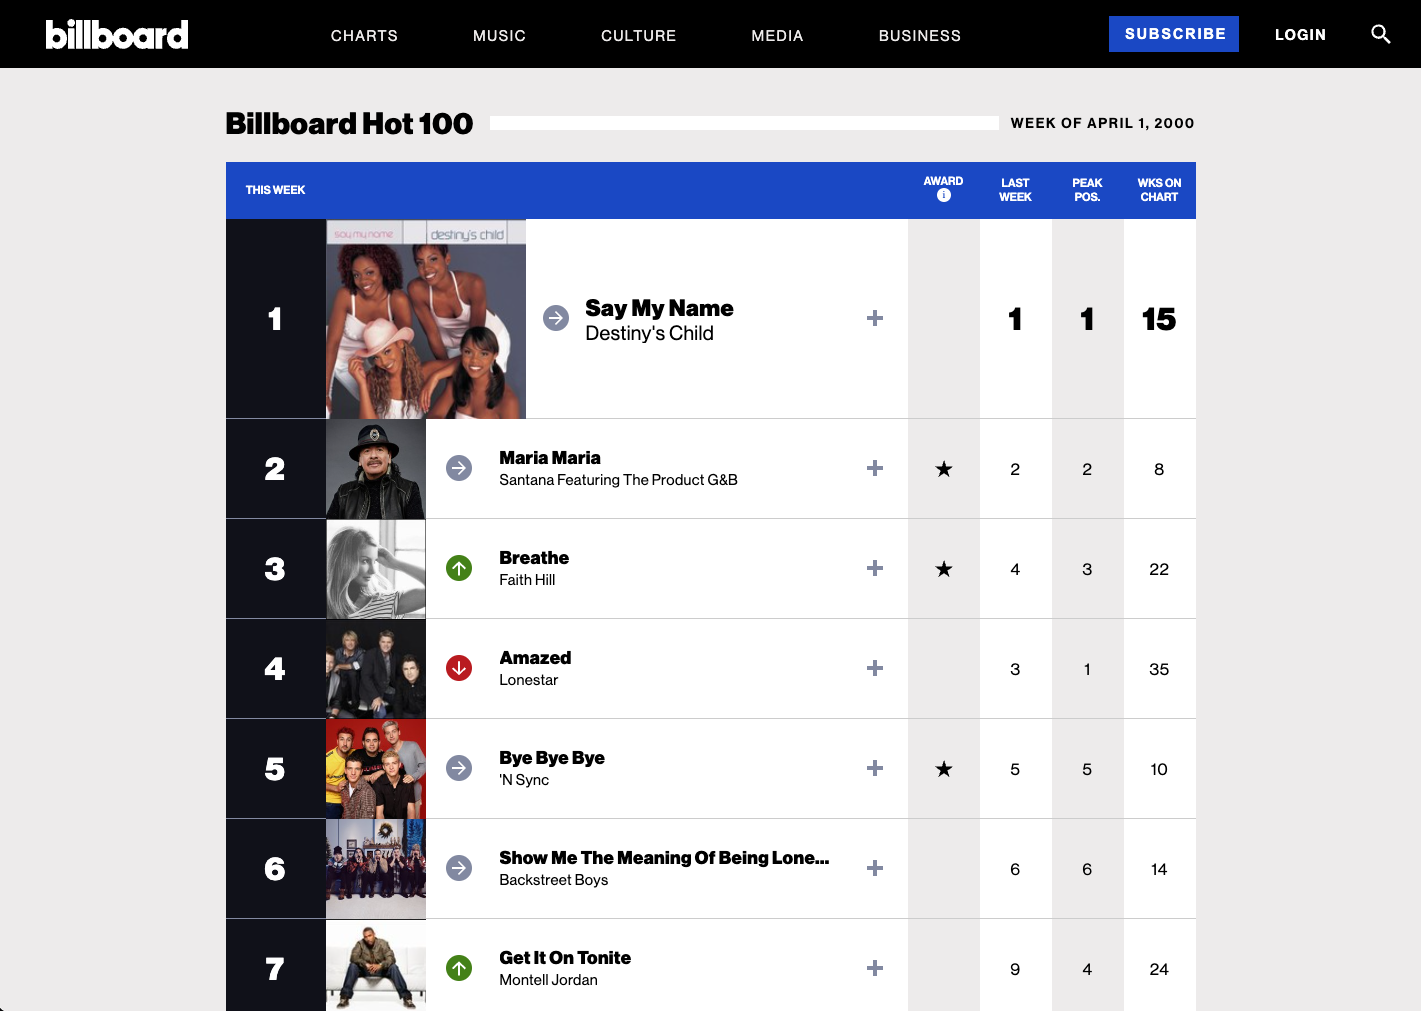 billboard
CHARTS
MUSIC
CULTURE
MEDIA
BUSINESS
SUBSCRIBE
LOGIN
Billboard Hot 100
WEEK OF APRIL 1, 2000
THIS WEEK
AWARD
i
LAST
WEEK
PEAK
POS.
WKS ON
CHART
1
say my name
destiny's child
Say My Name
Destiny's Child
1
1
15
2
Maria Maria
Santana Featuring The Product G&B
2
2
8
3
Breathe
Faith Hill
4
3
22
4
Amazed
Lonestar
3
1
35
5
Bye Bye Bye
'N Sync
5
5
10
6
Show Me The Meaning Of Being Lone...
Backstreet Boys
6
6
14
7
Get It On Tonite
Montell Jordan
9
4
24